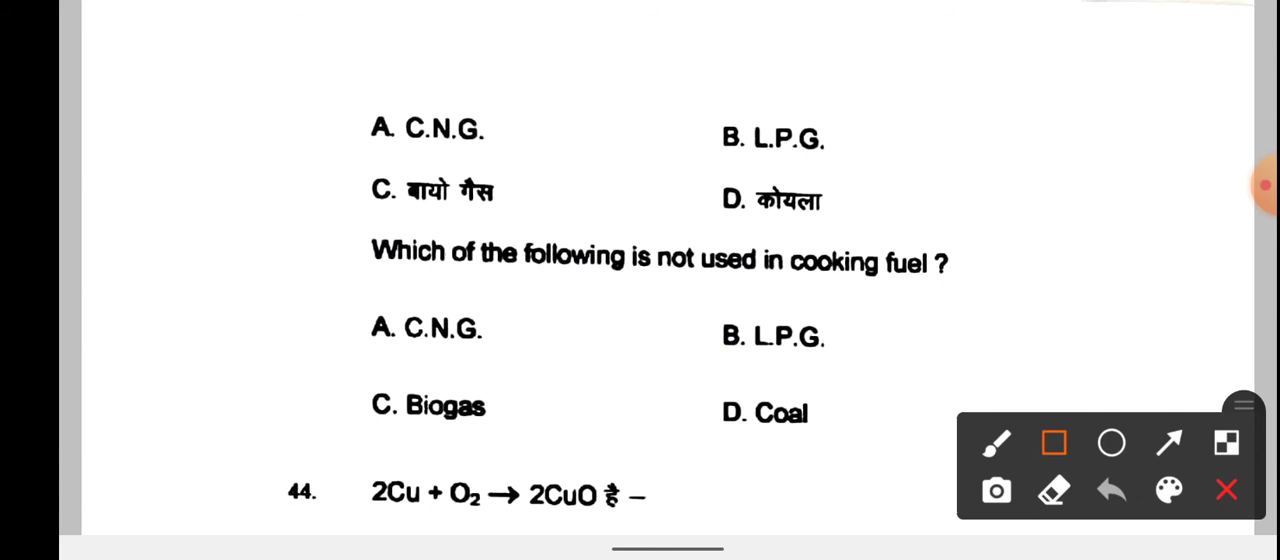 A. C.N.G. B. L.P.G.
C. बायो गैस D. कोयला
Which of the following is not used in cooking fuel ?
A. C.N.G. B. L.P.G.
C. Biogas D. Coal
44. 2Cu + O₂ → 2CuO है –